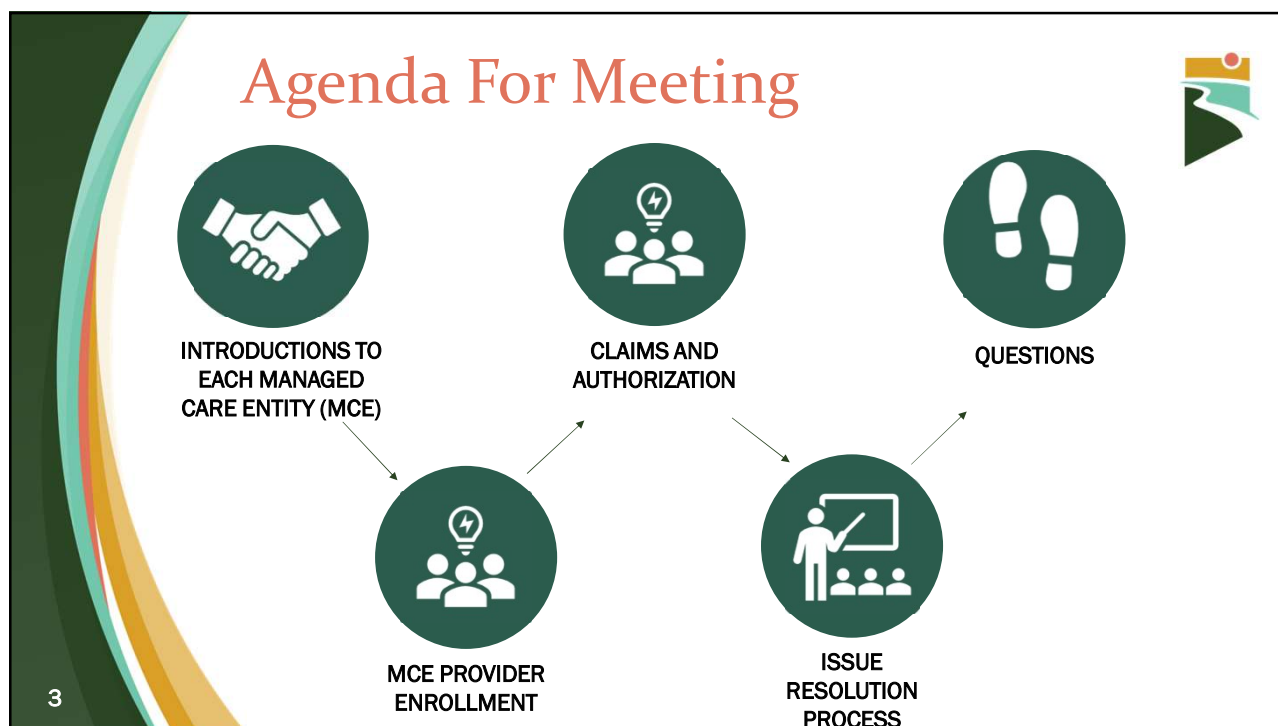 Agenda For Meeting
INTRODUCTIONS TO
EACH MANAGED
CARE ENTITY (MCE)
MCE PROVIDER
ENROLLMENT
CLAIMS AND
AUTHORIZATION
ISSUE
RESOLUTION
PROCESS
QUESTIONS
3